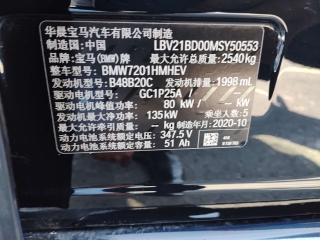 华晨宝马汽车有限公司制造
制造国:中国 LBV21BD00MSY50553
品牌:宝马(BMW)牌 最大允许总质量 2540 kg
整车型号:BMW7201HMHEV
发动机型号:B48B20C 发动机排量:1998 mL
电动机型号: GC1P25A / -/-
电动机最大功率: 80 kW /-/-
发动机最大净功率: 135kW 乘坐人数:5
最大允许牵引质量: — kg 制造年月:2020-10
动力电池系统额定电压:347.5 V
动力电池系统额定容量: 51 Ah